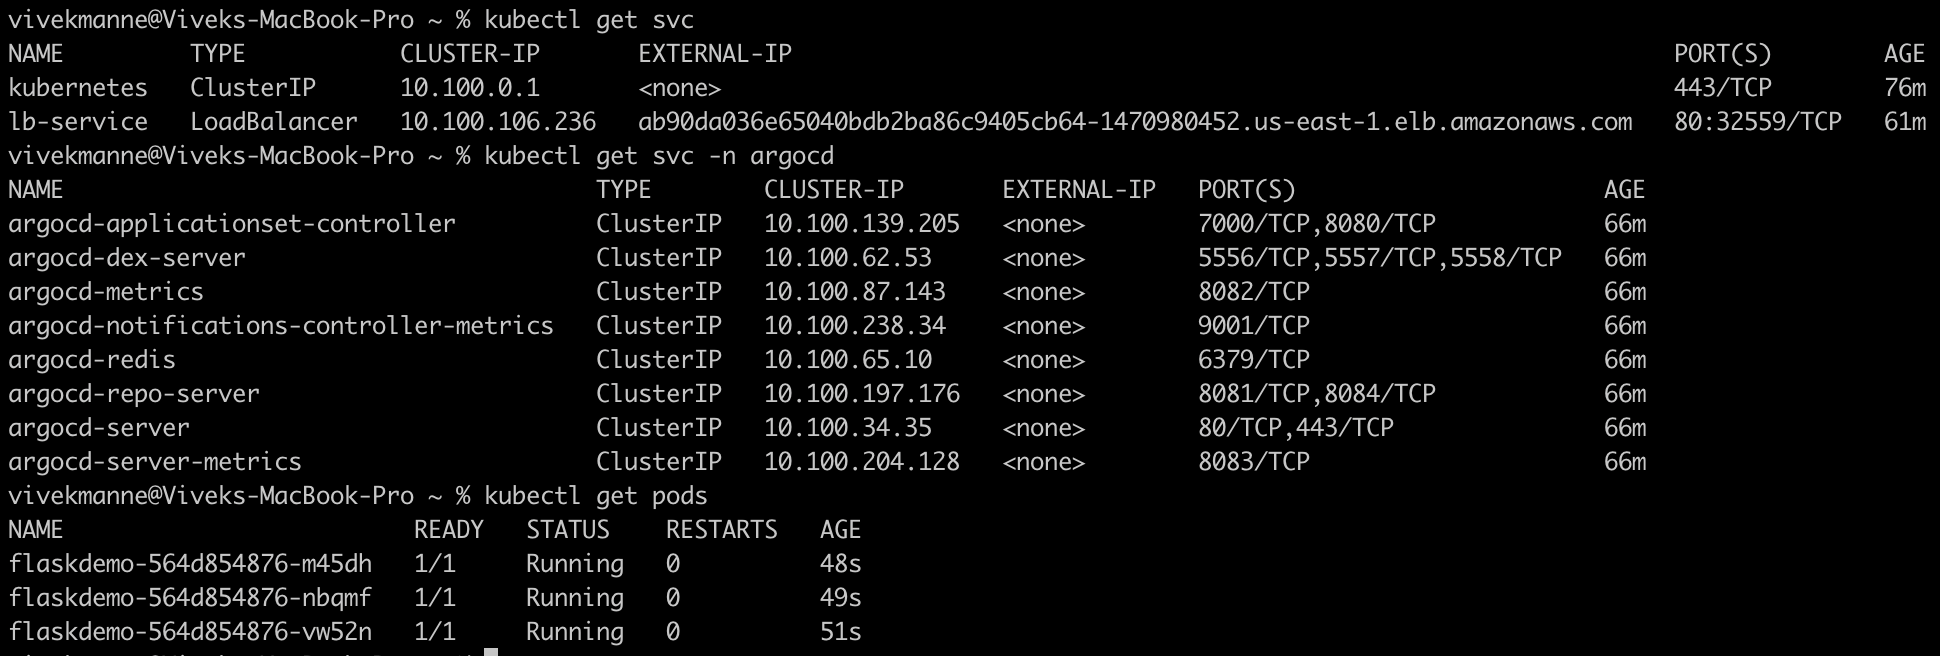 vivekmanne@Viveks-MacBook-Pro ~ % kubectl get svc
NAME TYPE CLUSTER-IP EXTERNAL-IP PORT(S) AGE
kubernetes ClusterIP 10.100.0.1 <none> 443/TCP 76m
lb-service LoadBalancer 10.100.106.236 ab90da036e65040bdb2ba86c9405cb64-1470980452.us-east-1.elb.amazonaws.com 80:32559/TCP 61m
vivekmanne@Viveks-MacBook-Pro ~ % kubectl get svc -n argocd
NAME TYPE CLUSTER-IP EXTERNAL-IP PORT(S) AGE
argocd-applicationset-controller ClusterIP 10.100.139.205 <none> 7000/TCP,8080/TCP 66m
argocd-dex-server ClusterIP 10.100.62.53 <none> 5556/TCP,5557/TCP,5558/TCP 66m
argocd-metrics ClusterIP 10.100.87.143 <none> 8082/TCP 66m
argocd-notifications-controller-metrics ClusterIP 10.100.238.34 <none> 9001/TCP 66m
argocd-redis ClusterIP 10.100.65.10 <none> 6379/TCP 66m
argocd-repo-server ClusterIP 10.100.197.176 <none> 8081/TCP,8084/TCP 66m
argocd-server ClusterIP 10.100.34.35 <none> 80/TCP,443/TCP 66m
argocd-server-metrics ClusterIP 10.100.204.128 <none> 8083/TCP 66m
vivekmanne@Viveks-MacBook-Pro ~ % kubectl get pods
NAME READY STATUS RESTARTS AGE
flaskdemo-564d854876-m45dh 1/1 Running 0 48s
flaskdemo-564d854876-nbqmf 1/1 Running 0 49s
flaskdemo-564d854876-vw52n 1/1 Running 0 51s